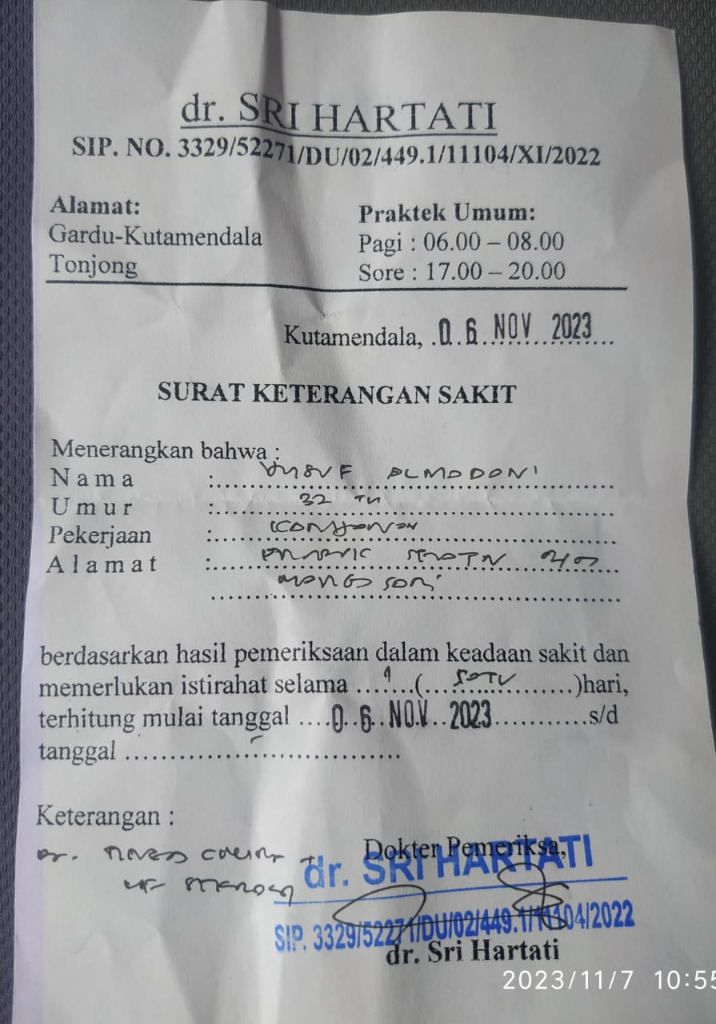 dr. SRI HARTATI
SIP. NO. 3329/52271/DU/02/449.1/11104/XI/2022
Alamat:
Gardu-Kutamendala
Tonjong
Praktek Umum:
Pagi : 06.00 – 08.00
Sore : 17.00 – 20.00
Kutamendala, 06 NOV 2023
SURAT KETERANGAN SAKIT
Menerangkan bahwa :
Nama : YUSUF ALMADANI
Umur : 32 TH
Pekerjaan : KARYAWAN
Alamat :
berdasarkan hasil pemeriksaan dalam keadaan sakit dan
memerlukan istirahat selama 1 (SATU) hari,
terhitung mulai tanggal 06 NOV 2023 s/d
tanggal
Keterangan :
Dokter Pemeriksa,
dr. SRI HARTATI
SIP. 3329/52271/DU/02/449.1/11104/2022
dr. Sri Hartati
2023/11/7 10:55